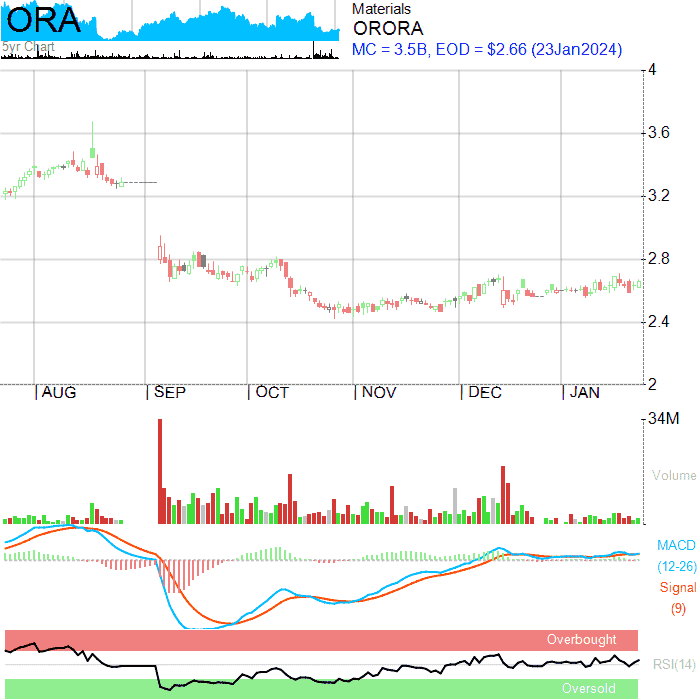 ORA
5yr Chart
Materials
ORORA
MC = 3.5B, EOD = $2.66 (23Jan2024)
4
3.6
3.2
2.8
2.4
2
AUG
SEP
OCT
NOV
DEC
JAN
34M
Volume
MACD
(12-26)
Signal
(9)
Overbought
RSI(14)
Oversold